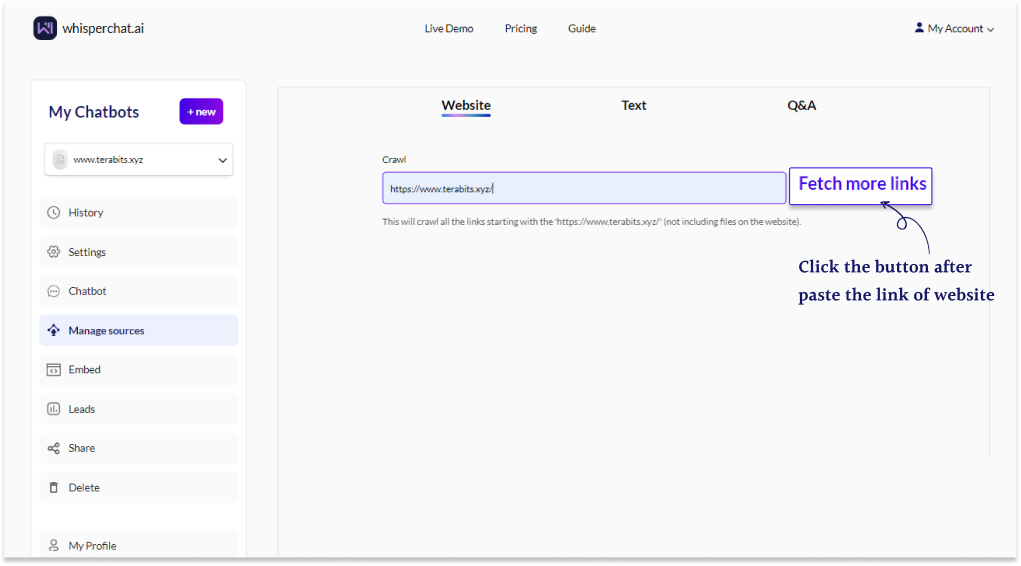 whisperchat.ai
Live Demo
Pricing
Guide
My Account
My Chatbots
+ new
www.terabits.xyz
History
Settings
Chatbot
Manage sources
Embed
Leads
Share
Delete
My Profile
Website
Text
Q&A
Crawl
https://www.terabits.xyz/
Fetch more links
This will crawl all the links starting with the 'https://www.terabits.xyz/' (not including files on the website).
Click the button after
paste the link of website